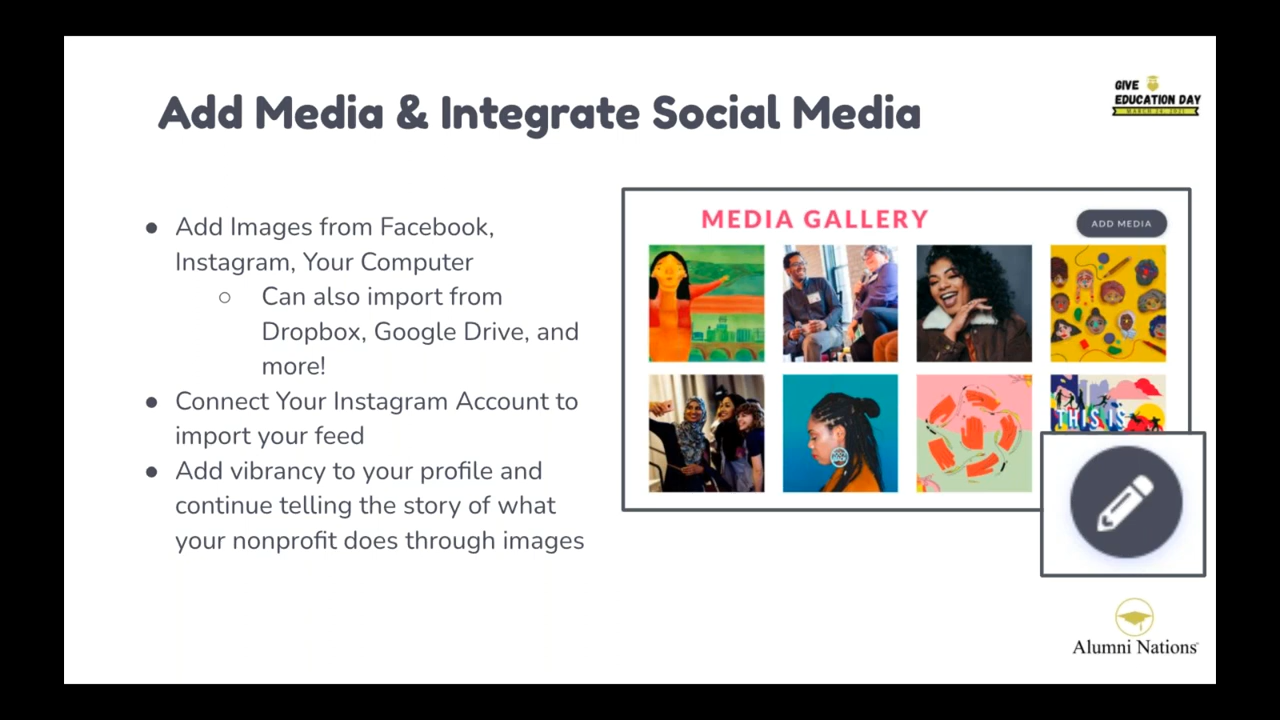 Add Media & Integrate Social Media
GIVE
EDUCATION DAY
● Add Images from Facebook,
Instagram, Your Computer
○ Can also import from
Dropbox, Google Drive, and
more!
● Connect Your Instagram Account to
import your feed
● Add vibrancy to your profile and
continue telling the story of what
your nonprofit does through images
MEDIA GALLERY
ADD MEDIA
THIS IS
Alumni Nations